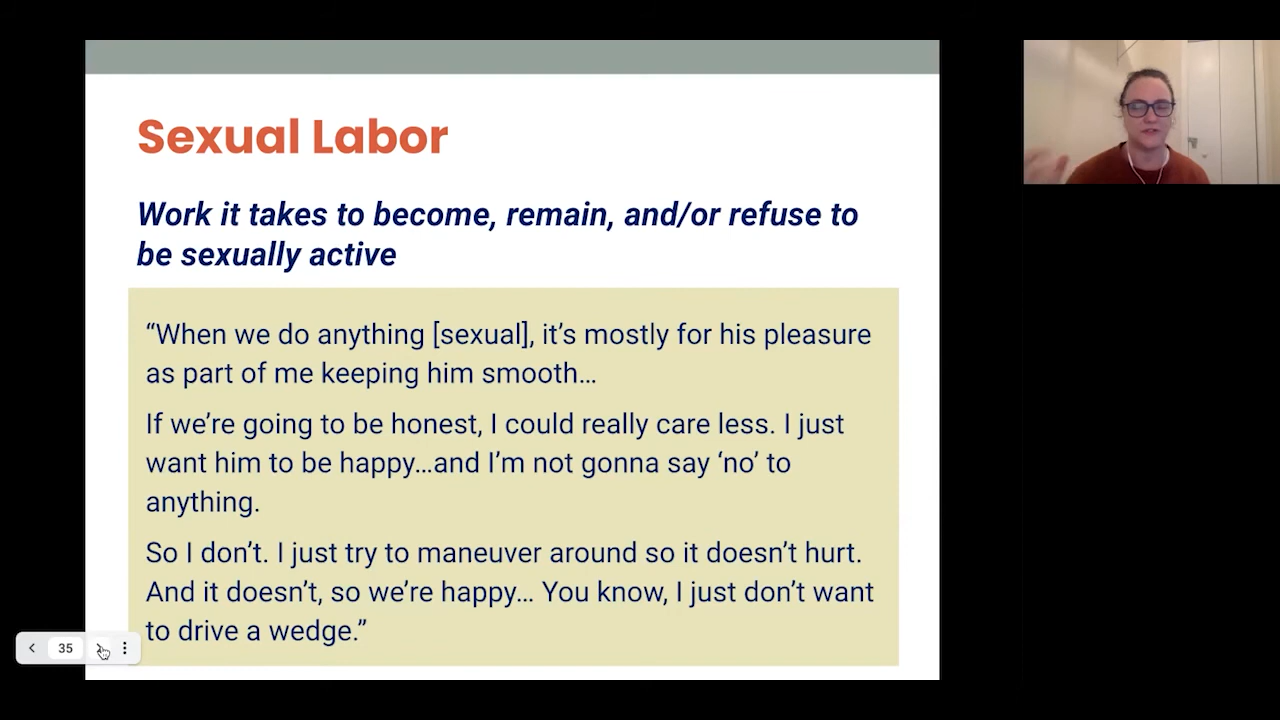 Sexual Labor
Work it takes to become, remain, and/or refuse to
be sexually active
“When we do anything [sexual], it’s mostly for his pleasure
as part of me keeping him smooth…
If we’re going to be honest, I could really care less. I just
want him to be happy…and I’m not gonna say ‘no’ to
anything.
So I don’t. I just try to maneuver around so it doesn’t hurt.
And it doesn’t, so we’re happy… You know, I just don’t want
to drive a wedge.”
35